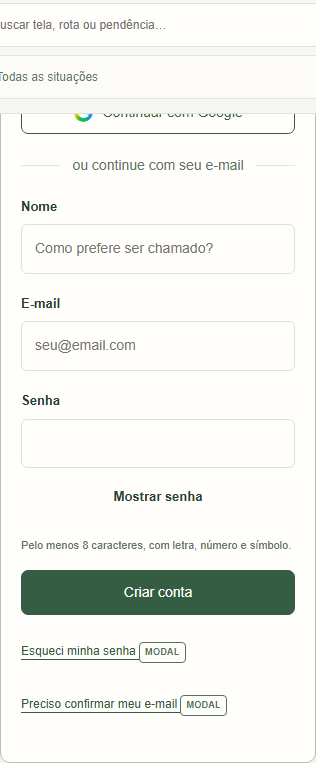 uscar tela, rota ou pendência...
Todas as situações
Continuar com Google
ou continue com seu e-mail
Nome
Como prefere ser chamado?
E-mail
seu@email.com
Senha
Mostrar senha
Pelo menos 8 caracteres, com letra, número e símbolo.
Criar conta
Esqueci minha senha MODAL
Preciso confirmar meu e-mail MODAL